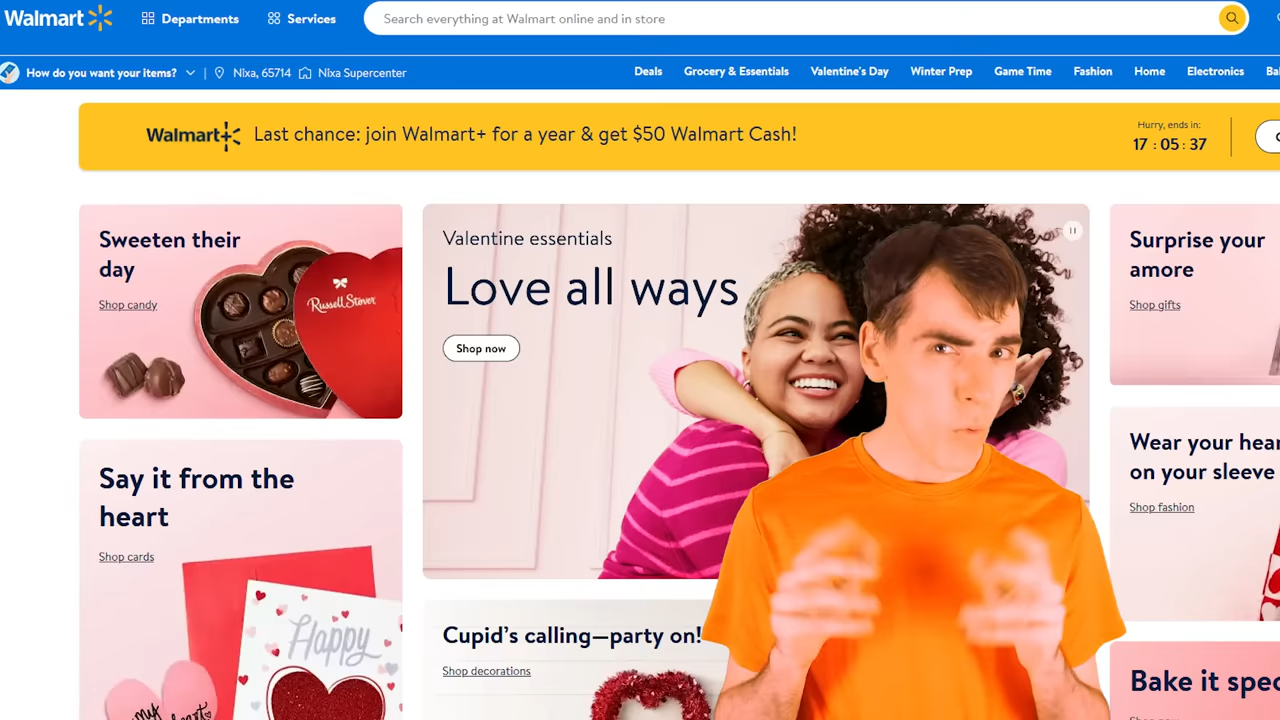 Walmart
Departments
Services
Search everything at Walmart online and in store
How do you want your items?
Nixa, 65714
Nixa Supercenter
Deals
Grocery & Essentials
Valentine's Day
Winter Prep
Game Time
Fashion
Home
Electronics
Walmart+
Last chance: join Walmart+ for a year & get $50 Walmart Cash!
Hurry, ends in:
17 : 05 : 37
Sweeten their
day
Shop candy
Russell Stover
Valentine essentials
Love all ways
Shop now
Surprise your
amore
Shop gifts
Say it from the
heart
Shop cards
Happy
my
heart
Wear your hear
on your sleeve
Shop fashion
Cupid's calling—party on!
Shop decorations
Bake it spec